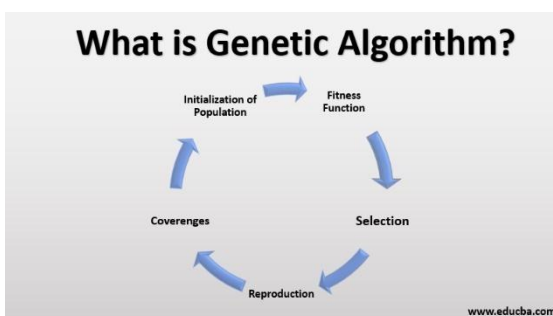 What is Genetic Algorithm?
Initialization of
Population
Fitness
Function
Selection
Reproduction
Coverenges
www.educba.com